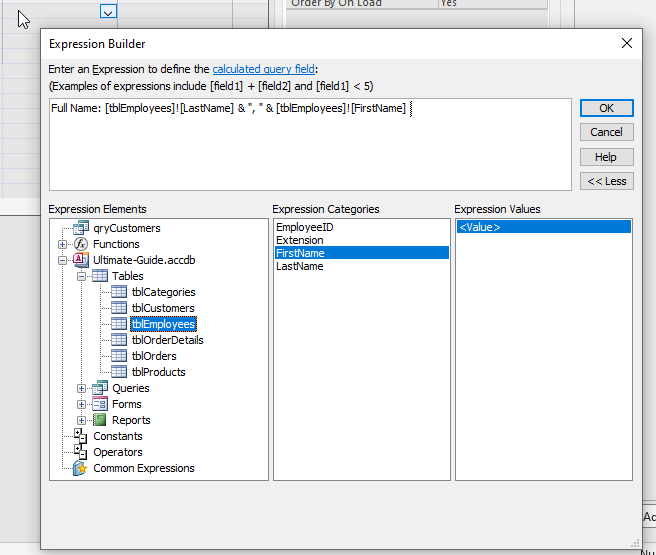 Order By On Load Yes
Expression Builder
Enter an Expression to define the calculated query field:
(Examples of expressions include [field1] + [field2] and [field1] < 5)
Full Name: [tblEmployees]![LastName] & ", " & [tblEmployees]![FirstName]
OK
Cancel
Help
<< Less
Expression Elements
Expression Categories
Expression Values
qryCustomers
Functions
Ultimate-Guide.accdb
Tables
tblCategories
tblCustomers
tblEmployees
tblOrderDetails
tblOrders
tblProducts
Queries
Forms
Reports
Constants
Operators
Common Expressions
EmployeeID
Extension
FirstName
LastName
<Value>